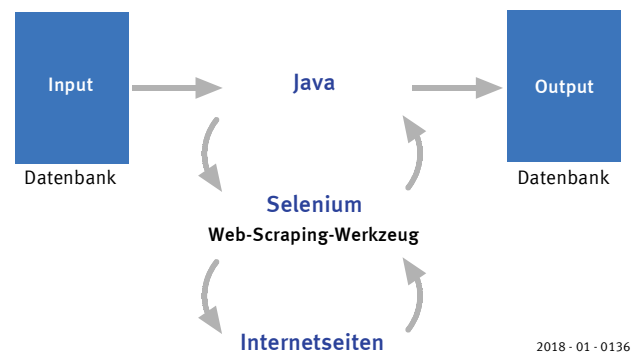 Input
Java
Output
Datenbank
Datenbank
Selenium
Web-Scraping-Werkzeug
Internetseiten
2018 - 01 - 0136